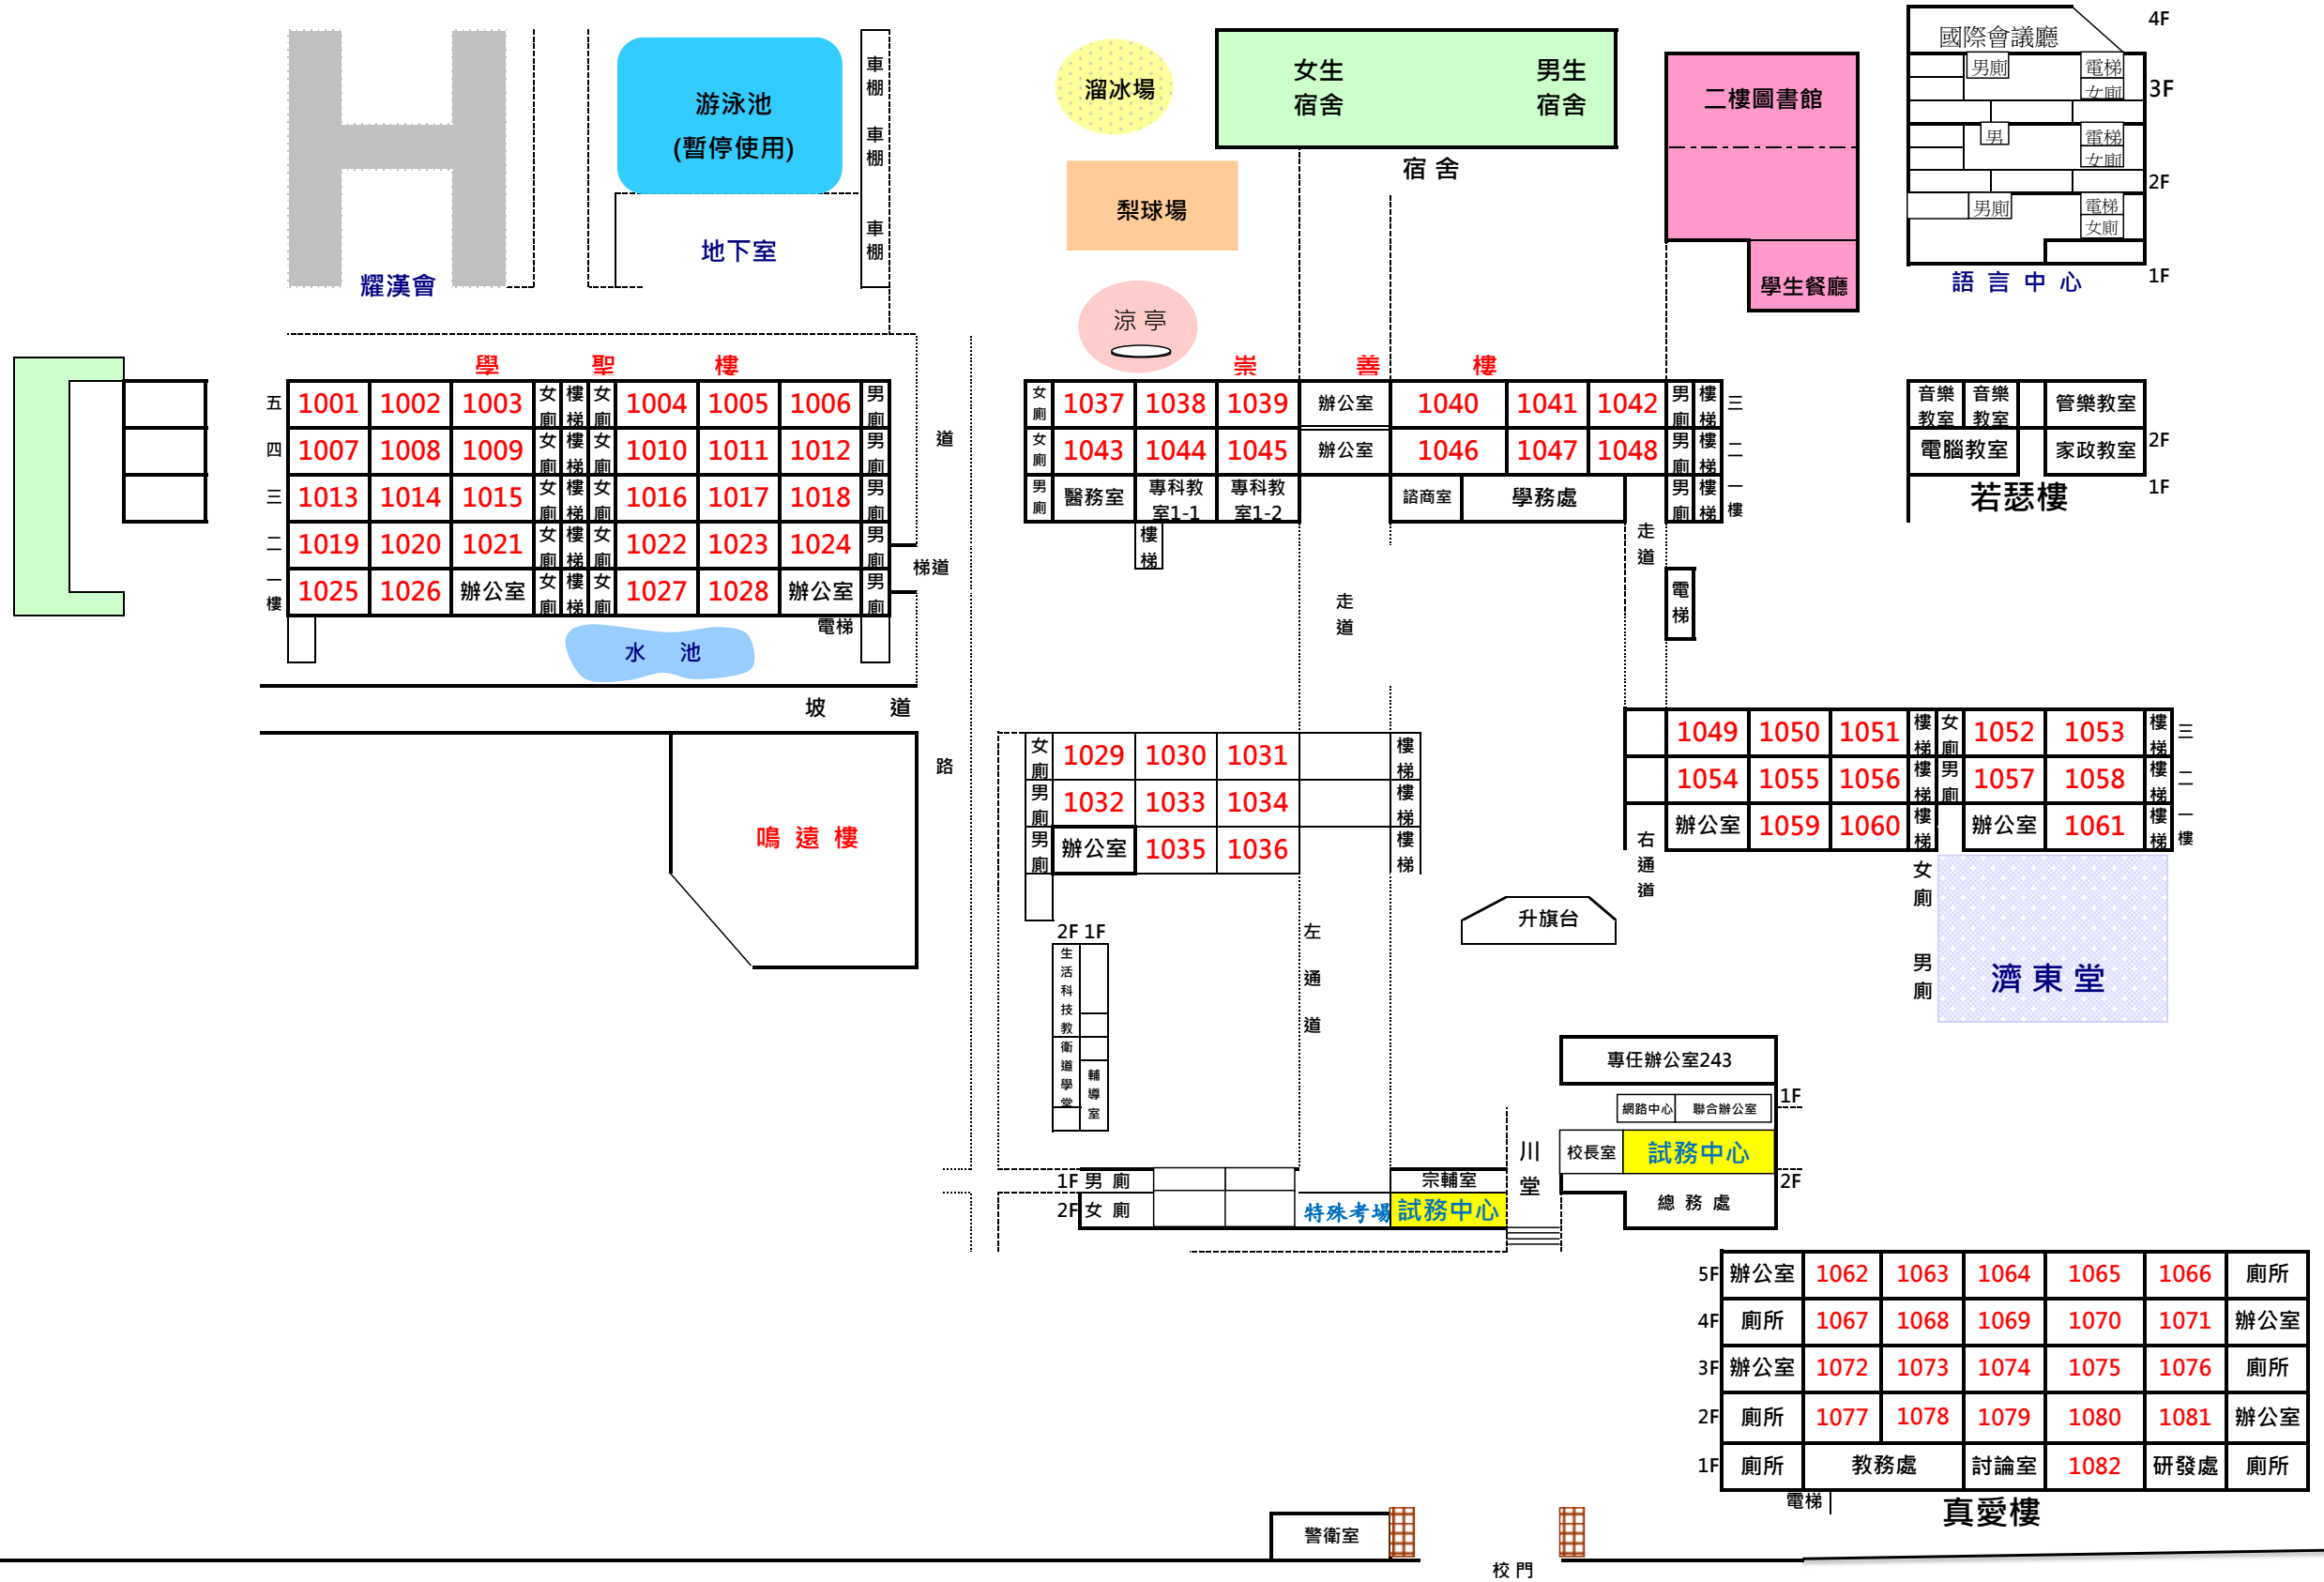 4F
國際會議廳
男廁
電梯
女廁
3F
男
電梯
女廁
2F
男廁
電梯
女廁
1F
語 言 中 心
游泳池
(暫停使用)
車棚
車棚
車棚
地下室
耀漢會
溜冰場
女生 男生
宿舍 宿舍
宿 舍
梨球場
涼 亭
二樓圖書館
學生餐廳
學 聖 樓
五 1001 1002 1003 女廁 樓梯 女廁 1004 1005 1006 男廁
四 1007 1008 1009 女廁 樓梯 女廁 1010 1011 1012 男廁
三 1013 1014 1015 女廁 樓梯 女廁 1016 1017 1018 男廁
二 1019 1020 1021 女廁 樓梯 女廁 1022 1023 1024 男廁
一樓 1025 1026 辦公室 女廁 樓梯 女廁 1027 1028 辦公室 男廁
電梯
水 池
道
梯道
坡 道
路
崇 善 樓
女廁 1037 1038 1039 辦公室 1040 1041 1042 男廁 樓梯 三
女廁 1043 1044 1045 辦公室 1046 1047 1048 男廁 樓梯 二
男廁 醫務室 專科教室1-1 專科教室1-2 諮商室 學務處 男廁 樓梯 一樓
樓梯
走道
走道
電梯
音樂教室 音樂教室 管樂教室
電腦教室 家政教室
2F
1F
若瑟樓
鳴 遠 樓
女廁 1029 1030 1031 樓梯
男廁 1032 1033 1034 樓梯
男廁 辦公室 1035 1036 樓梯
1049 1050 1051 樓梯 女廁 1052 1053 樓梯 三
1054 1055 1056 樓梯 男廁 1057 1058 樓梯 二
辦公室 1059 1060 樓梯 辦公室 1061 樓梯 一樓
右通道
女廁
男廁
濟 東 堂
升旗台
左通道
2F 1F
生活科技教
衛道學堂
輔導室
專任辦公室243
1F
網路中心 聯合辦公室
校長室 試務中心
2F
總 務 處
川堂
1F 男 廁
宗輔室
2F 女 廁
特殊考場 試務中心
5F 辦公室 1062 1063 1064 1065 1066 廁所
4F 廁所 1067 1068 1069 1070 1071 辦公室
3F 辦公室 1072 1073 1074 1075 1076 廁所
2F 廁所 1077 1078 1079 1080 1081 辦公室
1F 廁所 教務處 討論室 1082 研發處 廁所
電梯
真愛樓
警衛室
校 門